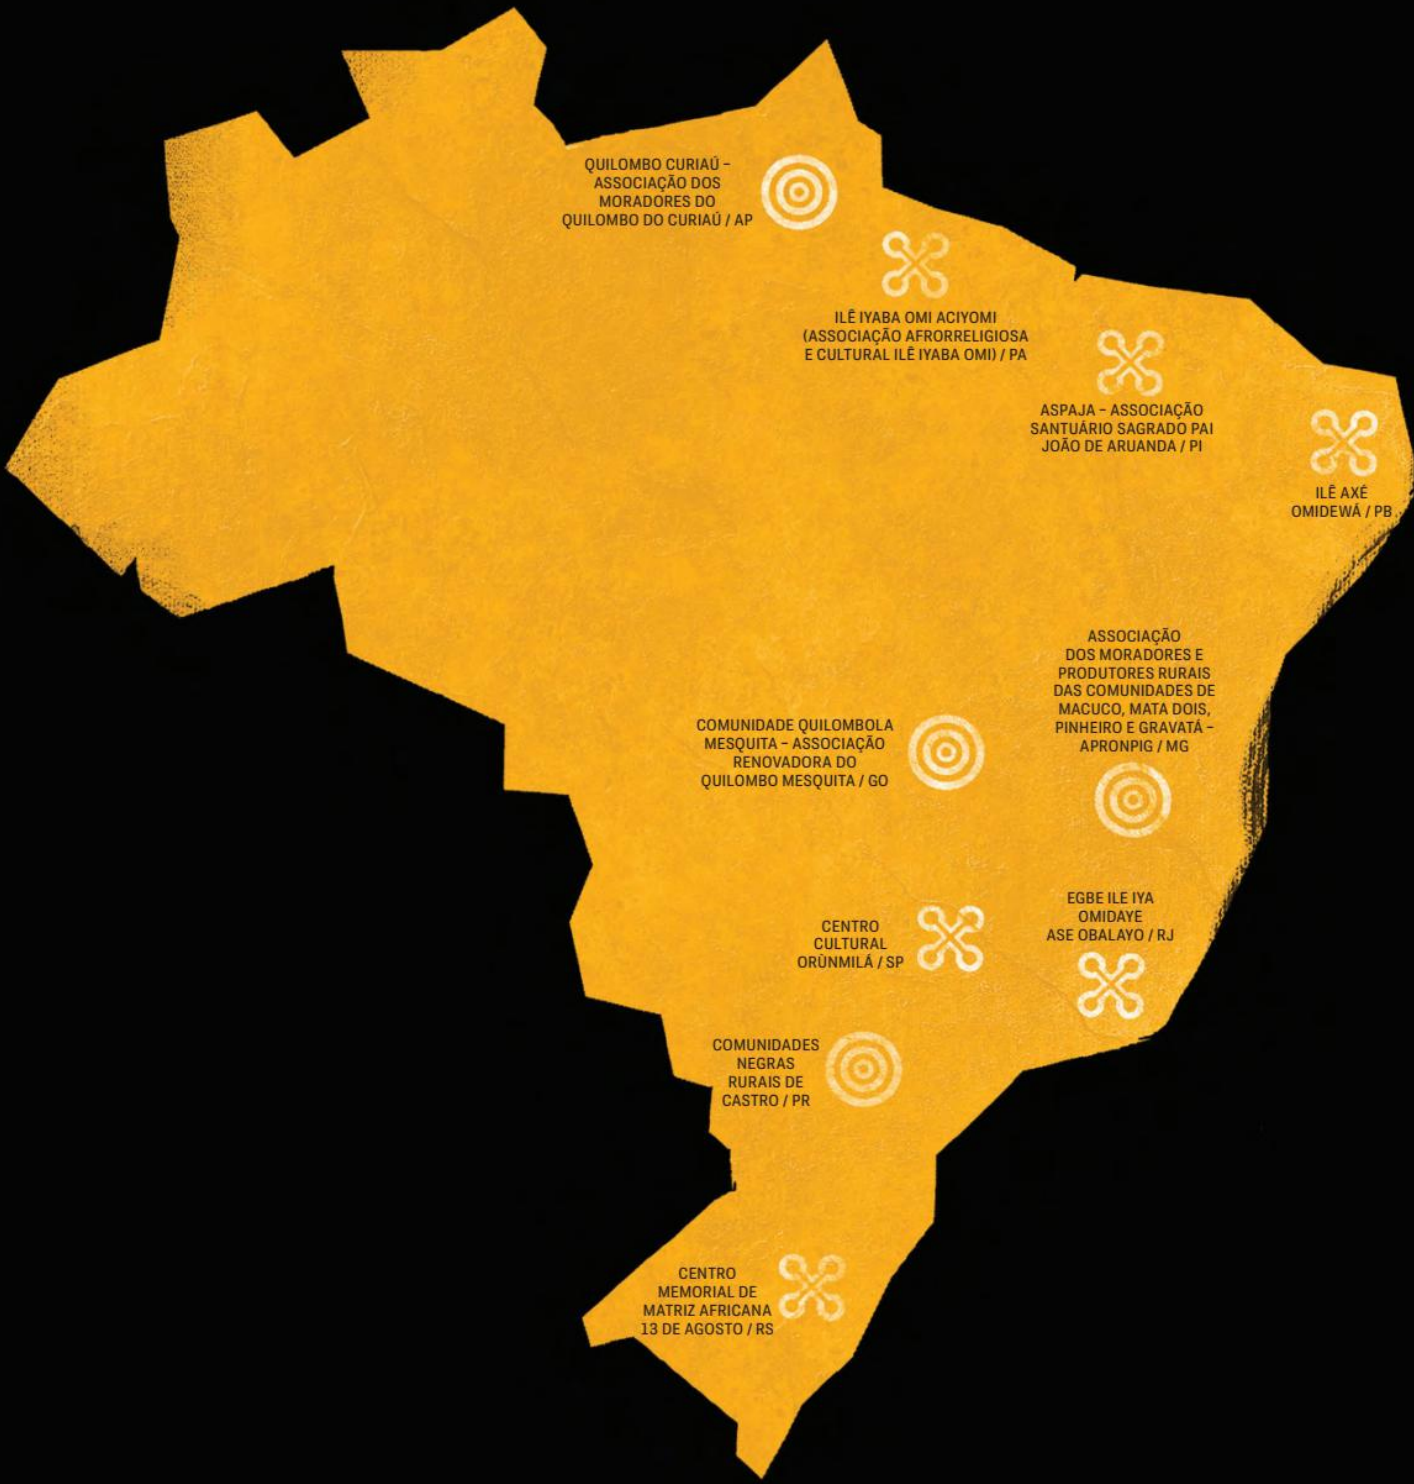 QUILOMBO CURIAÚ –
ASSOCIAÇÃO DOS
MORADORES DO
QUILOMBO DO CURIAÚ / AP
ILÊ IYABA OMI ACIYOMI
(ASSOCIAÇÃO AFRORRELIGIOSA
E CULTURAL ILÊ IYABA OMI) / PA
ASPAJA – ASSOCIAÇÃO
SANTUÁRIO SAGRADO PAI
JOÃO DE ARUANDA / PI
ILÊ AXÉ
OMIDEWÁ / PB
ASSOCIAÇÃO
DOS MORADORES E
PRODUTORES RURAIS
DAS COMUNIDADES DE
MACUCO, MATA DOIS,
PINHEIRO E GRAVATÁ –
APRONPIG / MG
COMUNIDADE QUILOMBOLA
MESQUITA – ASSOCIAÇÃO
RENOVADORA DO
QUILOMBO MESQUITA / GO
EGBE ILE IYA
OMIDAYE
ASE OBALAYO / RJ
CENTRO
CULTURAL
ORÙNMILÁ / SP
COMUNIDADES
NEGRAS
RURAIS DE
CASTRO / PR
CENTRO
MEMORIAL DE
MATRIZ AFRICANA
13 DE AGOSTO / RS